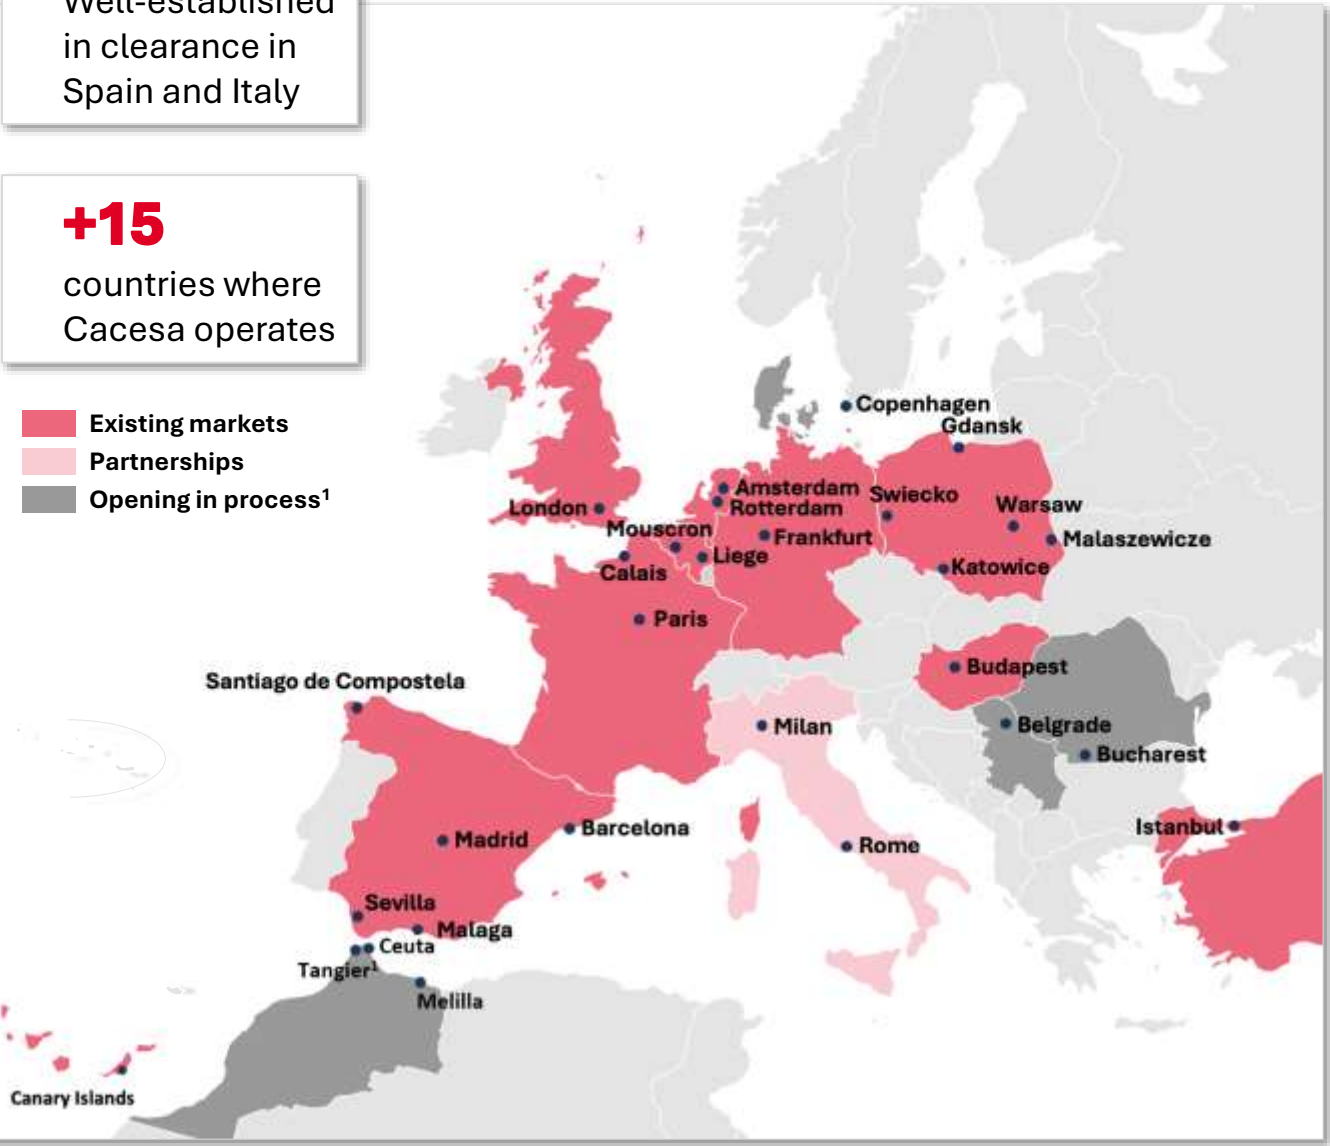 Well-established
in clearance in
Spain and Italy
+15
countries where
Cacesa operates
Existing markets
Partnerships
Opening in process¹
Copenhagen
Gdansk
Amsterdam
Swiecko
London
Rotterdam
Warsaw
Mouscron
Frankfurt
Malaszewicze
Liege
Calais
Katowice
Paris
Budapest
Santiago de Compostela
Milan
Belgrade
Bucharest
Barcelona
Istanbul
Madrid
Rome
Sevilla
Malaga
Ceuta
Tangier¹
Melilla
Canary Islands